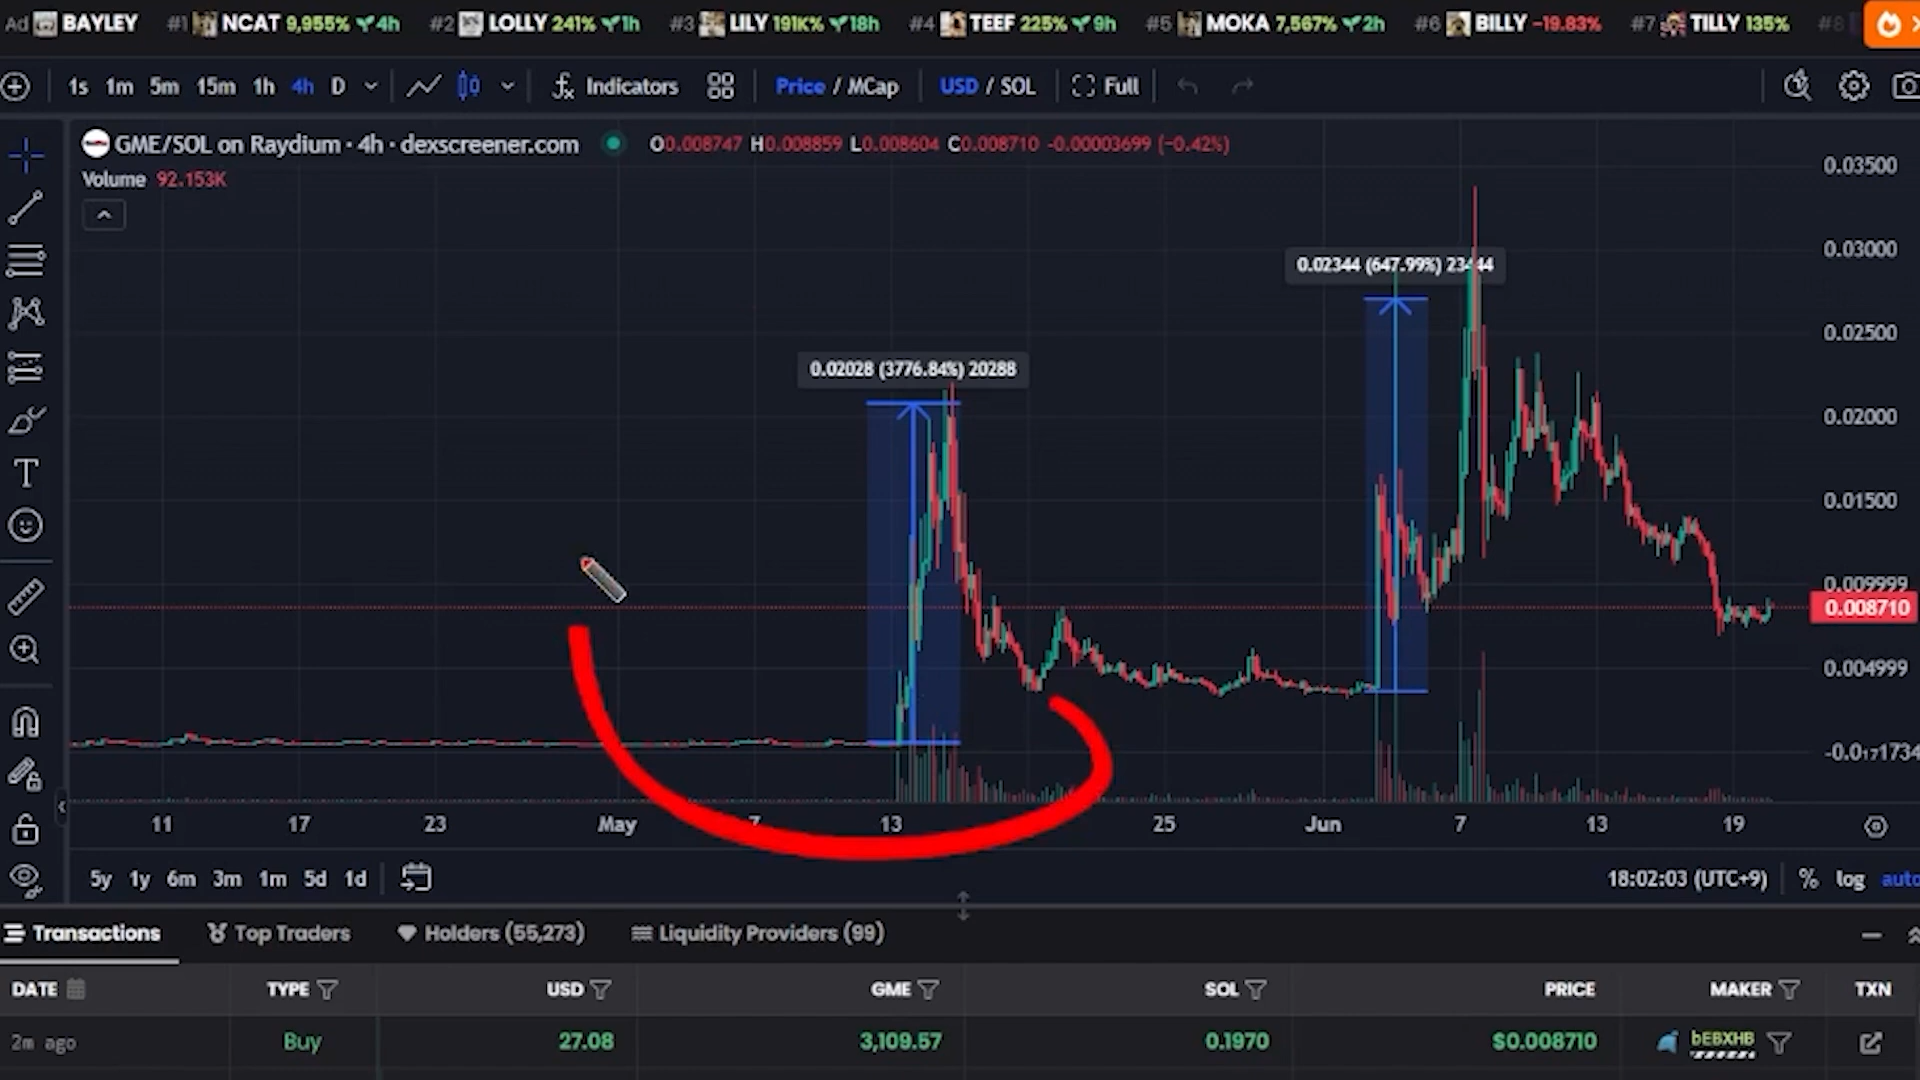 Ad BAYLEY #1 NCAT 9,955% 4h #2 LOLLY 241% 1h #3 LILY 191K% 18h #4 TEEF 225% 9h #5 MOKA 7,567% 2h #6 BILLY -19.83% #7 TILLY 135% #8
1s 1m 5m 15m 1h 4h D Indicators Price / MCap USD / SOL Full
GME/SOL on Raydium · 4h · dexscreener.com O0.008747 H0.008859 L0.008604 C0.008710 -0.00003699 (-0.42%)
Volume 92.153K
0.03500
0.03000
0.02344 (647.99%) 23444
0.02500
0.02028 (3776.84%) 20288
0.02000
0.01500
0.009999
0.008710
0.004999
-0.0₁₇1734
11 17 23 May 7 13 25 Jun 7 13 19
5y 1y 6m 3m 1m 5d 1d 18:02:03 (UTC+9) % log auto
Transactions Top Traders Holders (55,273) Liquidity Providers (99)
DATE TYPE USD GME SOL PRICE MAKER TXN
2m ago Buy 27.08 3,109.57 0.1970 $0.008710 bEBXHB